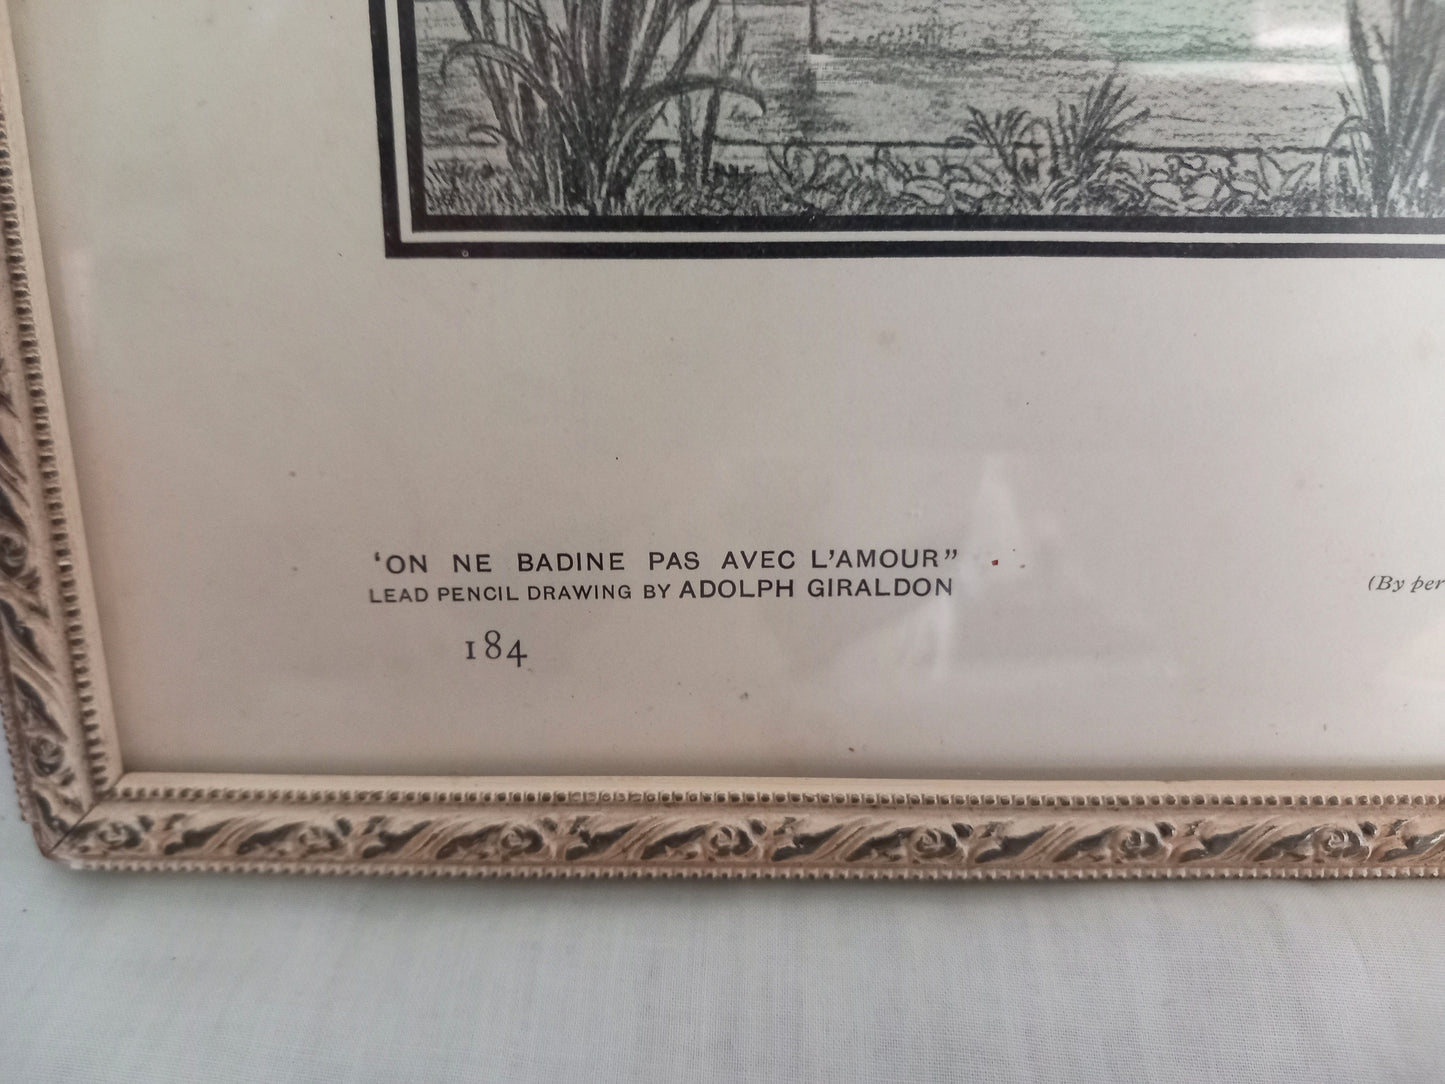 ‘ON NE BADINE PAS AVEC L’AMOUR”
LEAD PENCIL DRAWING BY ADOLPH GIRALDON
(By per
184